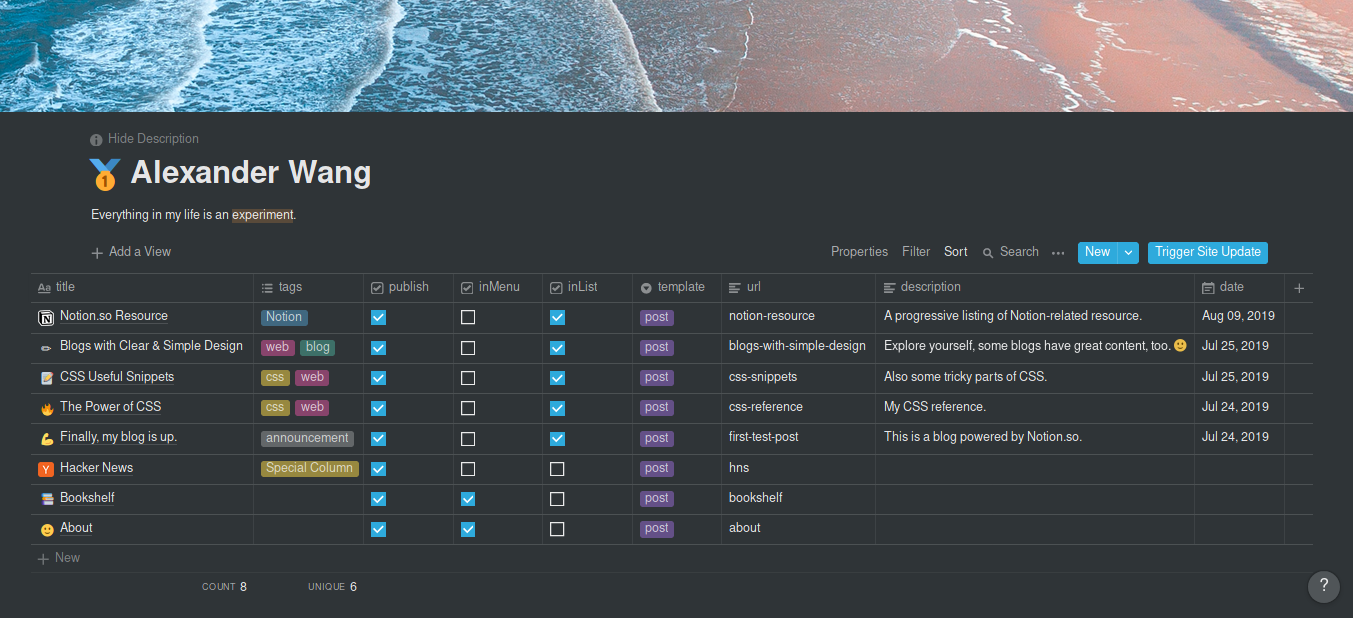 Hide Description
Alexander Wang
Everything in my life is an experiment.
Add a View Properties Filter Sort Search New Trigger Site Update
Aa title tags publish inMenu inList template url description date
Notion.so Resource Notion post notion-resource A progressive listing of Notion-related resource. Aug 09, 2019
Blogs with Clear & Simple Design web blog post blogs-with-simple-design Explore yourself, some blogs have great content, too. 🙂 Jul 25, 2019
CSS Useful Snippets css web post css-snippets Also some tricky parts of CSS. Jul 25, 2019
The Power of CSS css web post css-reference My CSS reference. Jul 24, 2019
Finally, my blog is up. announcement post first-test-post This is a blog powered by Notion.so. Jul 24, 2019
Y Hacker News Special Column post hns
Bookshelf post bookshelf
About post about
New
COUNT 8 UNIQUE 6
?